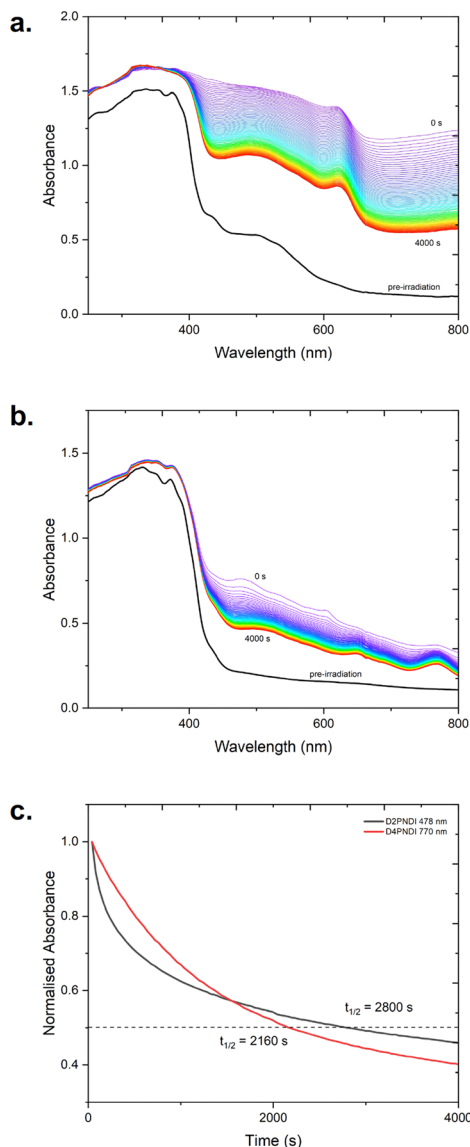 a.
2.0
1.5
1.0
0.5
0.0
Absorbance
0 s
4000 s
pre-irradiation
400
600
800
Wavelength (nm)
b.
1.5
1.0
0.5
0.0
Absorbance
0 s
4000 s
pre-irradiation
400
600
800
Wavelength (nm)
c.
1.0
0.8
0.6
0.4
Normalised Absorbance
D2PNDI 478 nm
D4PNDI 770 nm
t1/2 = 2800 s
t1/2 = 2160 s
0
2000
4000
Time (s)